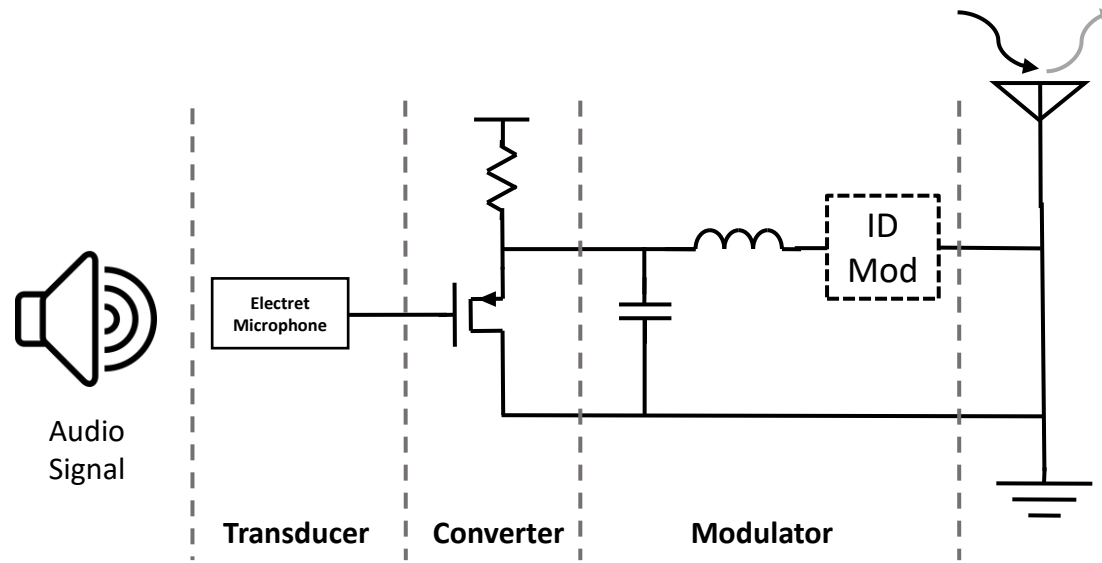 Audio
Signal
Electret
Microphone
ID
Mod
Transducer
Converter
Modulator